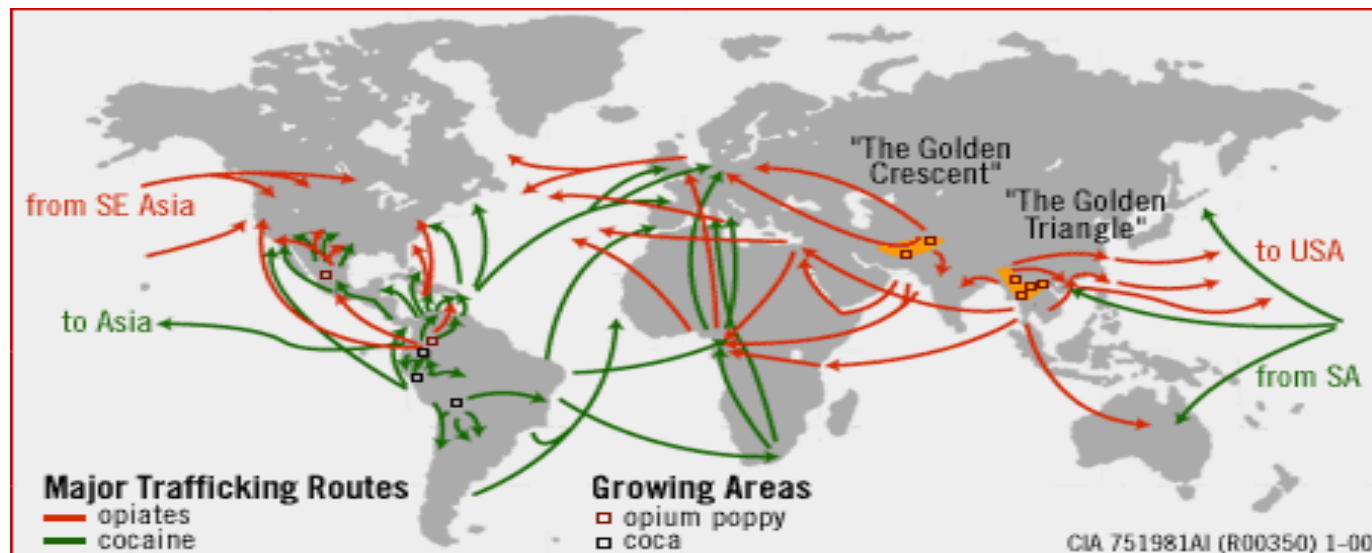 "The Golden
Crescent"
"The Golden
Triangle"
from SE Asia
to USA
to Asia
from SA
Major Trafficking Routes
opiates
cocaine
Growing Areas
opium poppy
coca
CIA 751981AI (R00350) 1-00